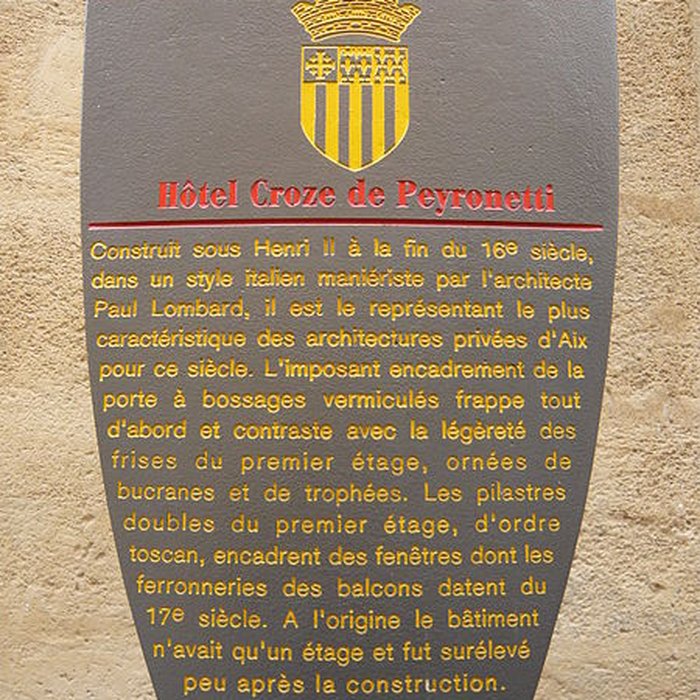 Hôtel Croze de Peyronetti
Construit sous Henri II à la fin du 16e siècle,
dans un style italien maniériste par l'architecte
Paul Lombard, il est le représentant le plus
caractéristique des architectures privées d'Aix
pour ce siècle. L'imposant encadrement de la
porte à bossages vermiculés frappe tout
d'abord et contraste avec la légèreté des
frises du premier étage, ornées de
bucranes et de trophées. Les pilastres
doubles du premier étage, d'ordre
toscan, encadrent des fenêtres dont les
ferronneries des balcons datent du
17e siècle. A l'origine le bâtiment
n'avait qu'un étage et fut surélevé
peu après la construction.